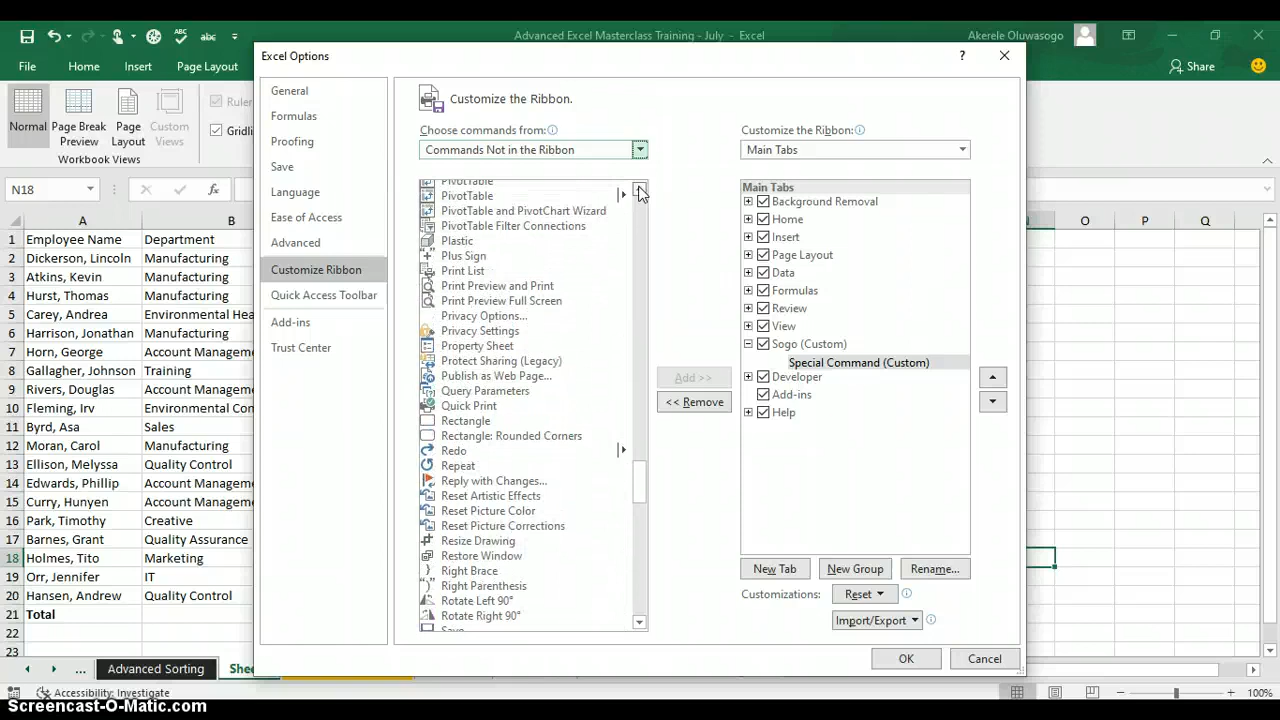 Advanced Excel Masterclass Training - July - Excel
Akerele Oluwasogo
File Home Insert Page Layout
Share
Excel Options
?
Normal
Page Break Preview
Page Layout
Custom Views
Ruler
Gridli
Workbook Views
N18
General
Formulas
Proofing
Save
Language
Ease of Access
Advanced
Customize Ribbon
Quick Access Toolbar
Add-ins
Trust Center
Customize the Ribbon.
Choose commands from:
Commands Not in the Ribbon
PivotTable
PivotTable
PivotTable and PivotChart Wizard
PivotTable Filter Connections
Plastic
Plus Sign
Print List
Print Preview and Print
Print Preview Full Screen
Privacy Options...
Privacy Settings
Property Sheet
Protect Sharing (Legacy)
Publish as Web Page...
Query Parameters
Quick Print
Rectangle
Rectangle: Rounded Corners
Redo
Repeat
Reply with Changes...
Reset Artistic Effects
Reset Picture Color
Reset Picture Corrections
Resize Drawing
Restore Window
Right Brace
Right Parenthesis
Rotate Left 90°
Rotate Right 90°
Save
Add >>
<< Remove
Customize the Ribbon:
Main Tabs
Main Tabs
Background Removal
Home
Insert
Page Layout
Data
Formulas
Review
View
Sogo (Custom)
Special Command (Custom)
Developer
Add-ins
Help
New Tab New Group Rename...
Customizations: Reset
Import/Export
OK Cancel
A B N O P Q
1 Employee Name Department
2 Dickerson, Lincoln Manufacturing
3 Atkins, Kevin Manufacturing
4 Hurst, Thomas Manufacturing
5 Carey, Andrea Environmental Hea
6 Harrison, Jonathan Manufacturing
7 Horn, George Account Manageme
8 Gallagher, Johnson Training
9 Rivers, Douglas Account Manageme
10 Fleming, Irv Environmental Con
11 Byrd, Asa Sales
12 Moran, Carol Manufacturing
13 Ellison, Melyssa Quality Control
14 Edwards, Phillip Account Manageme
15 Curry, Hunyen Account Manageme
16 Park, Timothy Creative
17 Barnes, Grant Quality Assurance
18 Holmes, Tito Marketing
19 Orr, Jennifer IT
20 Hansen, Andrew Quality Control
21 Total
22
23
... Advanced Sorting Shee
Accessibility: Investigate
100%
Screencast-O-Matic.com